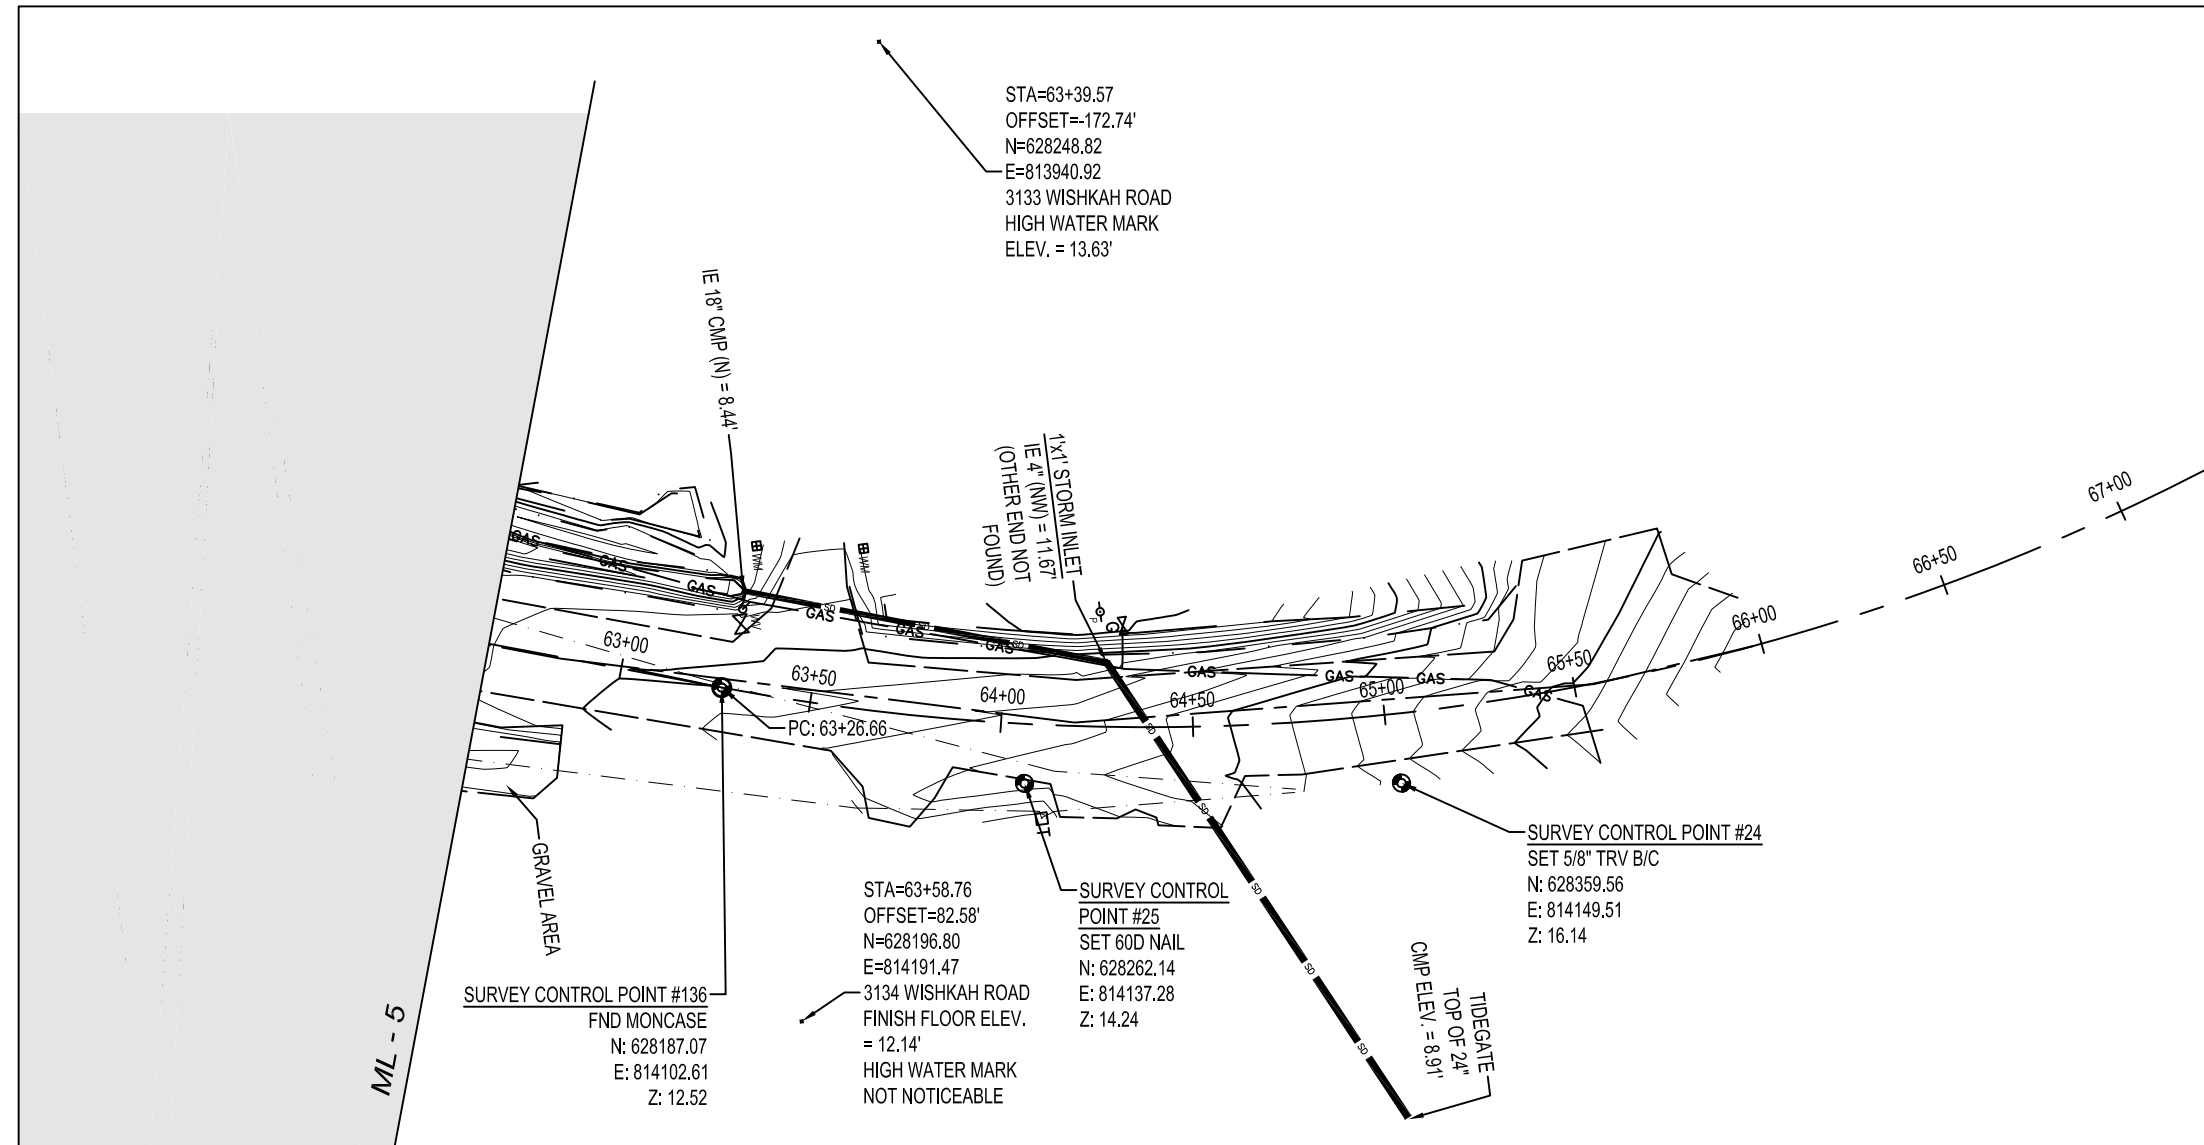 STA=63+39.57
OFFSET=-172.74'
N=628248.82
E=813940.92
3133 WISHKAH ROAD
HIGH WATER MARK
ELEV. = 13.63'
IE 18" CMP (N) = 8.44'
1'x1' STORM INLET
IE 4" (NW) = 11.67'
(OTHER END NOT
FOUND)
67+00
66+50
66+00
65+50
65+00
64+50
64+00
63+50
63+00
GAS
GAS
GAS
GAS
GAS
GAS
GAS
GAS
GAS
GAS
WM
WM
WV
G
P
SD
SD
SD
SD
SD
SD
SD
SD
PC: 63+26.66
GRAVEL AREA
SURVEY CONTROL POINT #136
FND MONCASE
N: 628187.07
E: 814102.61
Z: 12.52
STA=63+58.76
OFFSET=82.58'
N=628196.80
E=814191.47
3134 WISHKAH ROAD
FINISH FLOOR ELEV.
= 12.14'
HIGH WATER MARK
NOT NOTICEABLE
SURVEY CONTROL
POINT #25
SET 60D NAIL
N: 628262.14
E: 814137.28
Z: 14.24
SURVEY CONTROL POINT #24
SET 5/8" TRV B/C
N: 628359.56
E: 814149.51
Z: 16.14
TIDEGATE
TOP OF 24"
CMP ELEV. = 8.91'
ML - 5